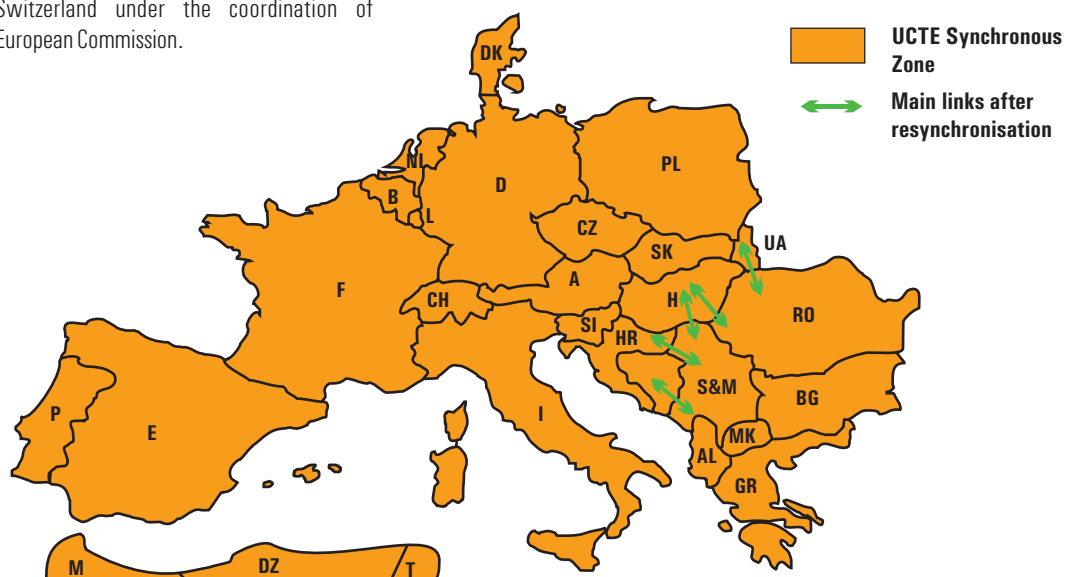 Switzerland under the coordination of
European Commission.
UCTE Synchronous
Zone
Main links after
resynchronisation
DK
NL
PL
D
B
L
CZ
UA
SK
A
F
CH
H
RO
SI
HR
S&M
BG
P
E
I
MK
AL
GR
M
DZ
T